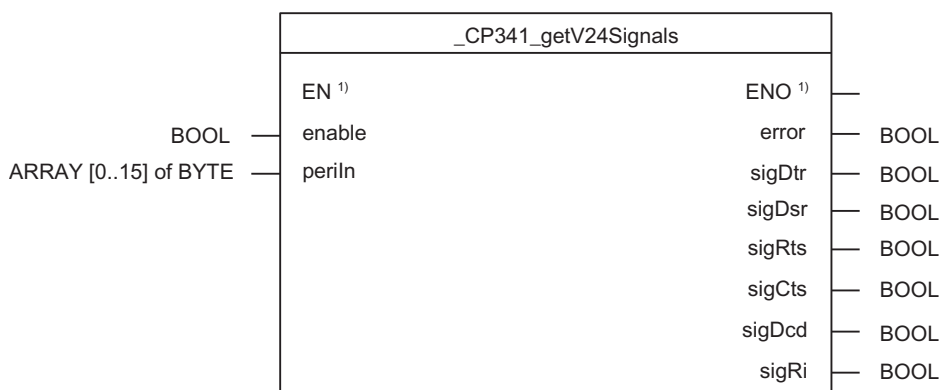 _CP341_getV24Signals
EN 1) ENO 1)
BOOL enable error BOOL
ARRAY [0..15] of BYTE periIn sigDtr BOOL
sigDsr BOOL
sigRts BOOL
sigCts BOOL
sigDcd BOOL
sigRi BOOL